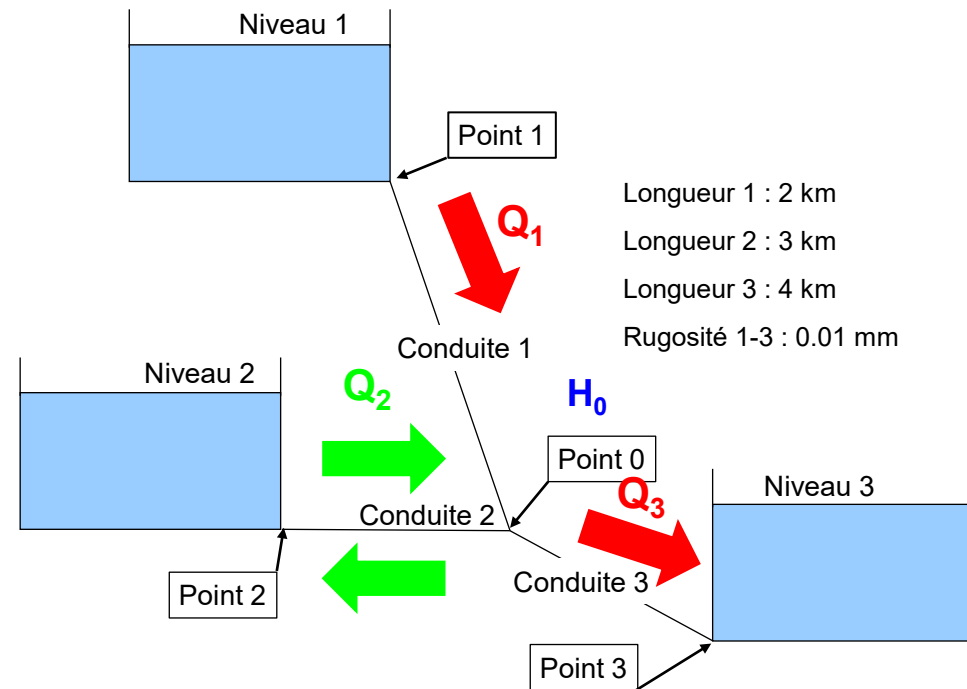 Niveau 1
Point 1
Q1
Longueur 1 : 2 km
Longueur 2 : 3 km
Longueur 3 : 4 km
Rugosité 1-3 : 0.01 mm
Conduite 1
Niveau 2
Q2
H0
Point 0
Q3
Niveau 3
Conduite 2
Conduite 3
Point 2
Point 3